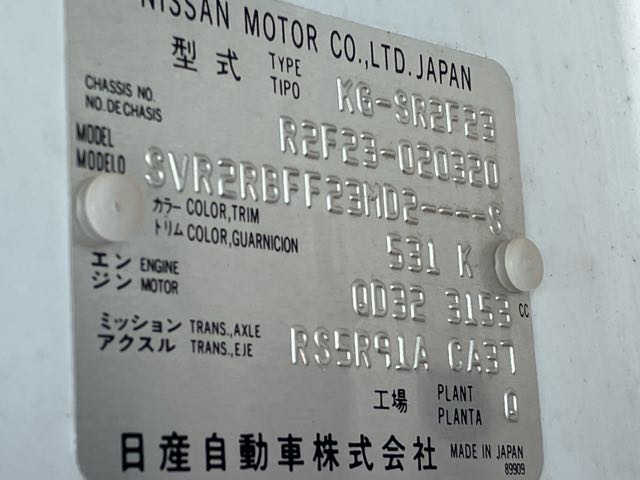 NISSAN MOTOR CO.,LTD. JAPAN
型式 TYPE TIPO KG-SR2F23
CHASSIS NO. NO.DE CHASIS R2F23-020320
MODEL MODELO SVR2RBFF23MD2----S
カラー COLOR,TRIM
トリム COLOR,GUARNICION 531 K
エンジン ENGINE MOTOR QD32 3153 CC
ミッション TRANS.,AXLE
アクスル TRANS.,EJE RS5R91A CA37
工場 PLANT PLANTA Q
日産自動車株式会社 MADE IN JAPAN
89909